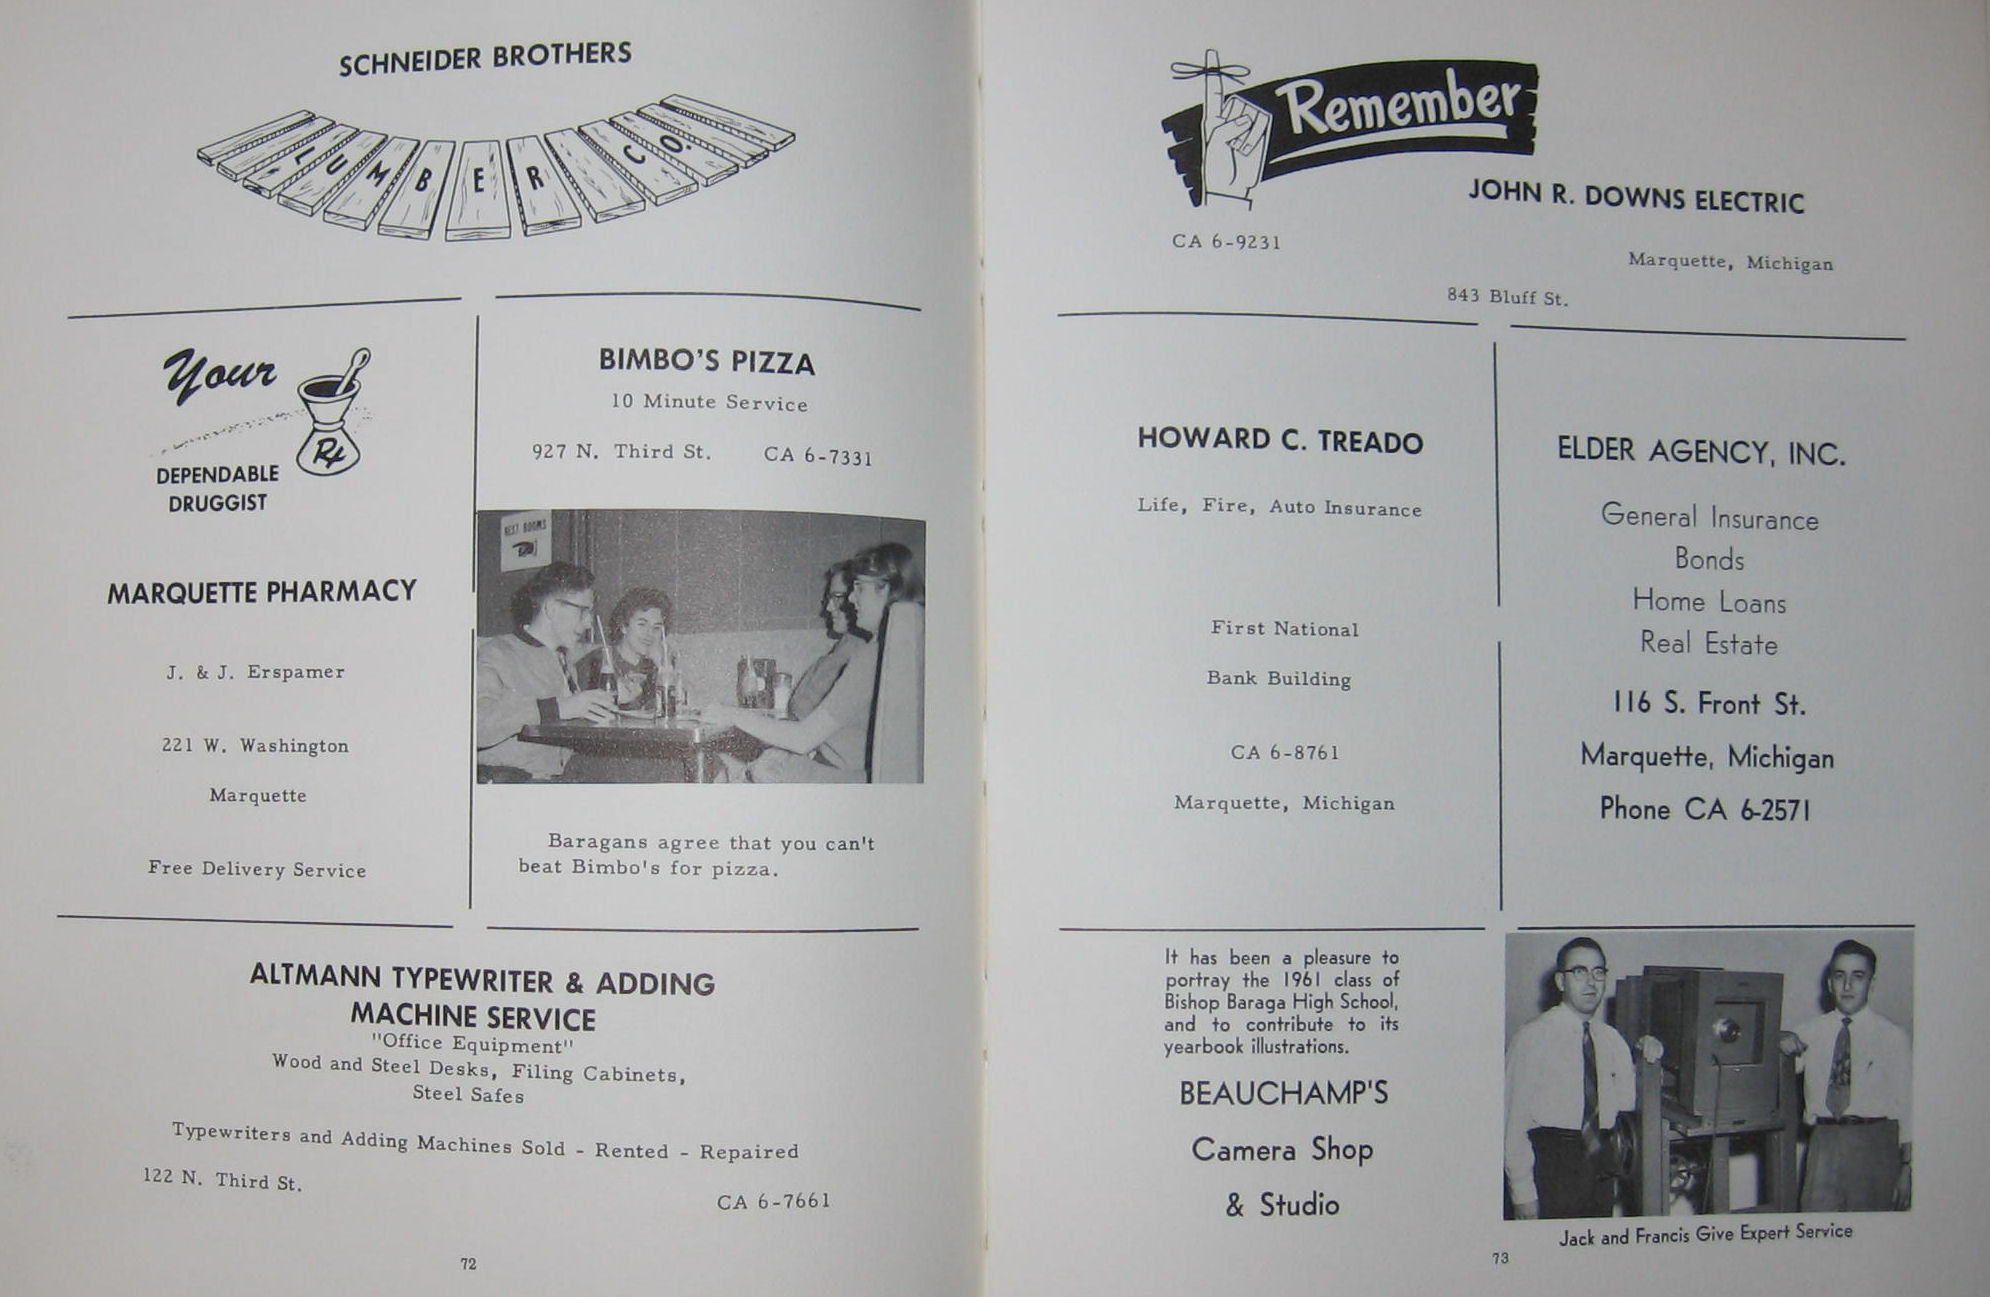 SCHNEIDER BROTHERS
LUMBER CO.
Your
Rx
DEPENDABLE
DRUGGIST
MARQUETTE PHARMACY
J. & J. Erspamer
221 W. Washington
Marquette
Free Delivery Service
BIMBO'S PIZZA
10 Minute Service
927 N. Third St. CA 6-7331
REST ROOMS
Baragans agree that you can't
beat Bimbo's for pizza.
ALTMANN TYPEWRITER & ADDING
MACHINE SERVICE
"Office Equipment"
Wood and Steel Desks, Filing Cabinets,
Steel Safes
Typewriters and Adding Machines Sold - Rented - Repaired
122 N. Third St.
CA 6-7661
72
Remember
JOHN R. DOWNS ELECTRIC
CA 6-9231
Marquette, Michigan
843 Bluff St.
HOWARD C. TREADO
Life, Fire, Auto Insurance
First National
Bank Building
CA 6-8761
Marquette, Michigan
ELDER AGENCY, INC.
General Insurance
Bonds
Home Loans
Real Estate
116 S. Front St.
Marquette, Michigan
Phone CA 6-2571
It has been a pleasure to
portray the 1961 class of
Bishop Baraga High School,
and to contribute to its
yearbook illustrations.
BEAUCHAMP'S
Camera Shop
& Studio
Jack and Francis Give Expert Service
73